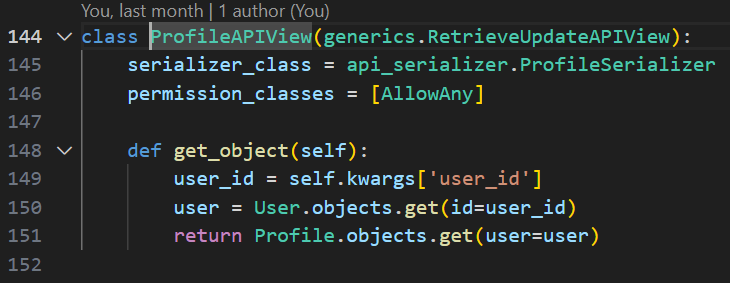 You, last month | 1 author (You)
144 class ProfileAPIView(generics.RetrieveUpdateAPIView):
145     serializer_class = api_serializer.ProfileSerializer
146     permission_classes = [AllowAny]
147
148     def get_object(self):
149         user_id = self.kwargs['user_id']
150         user = User.objects.get(id=user_id)
151         return Profile.objects.get(user=user)
152